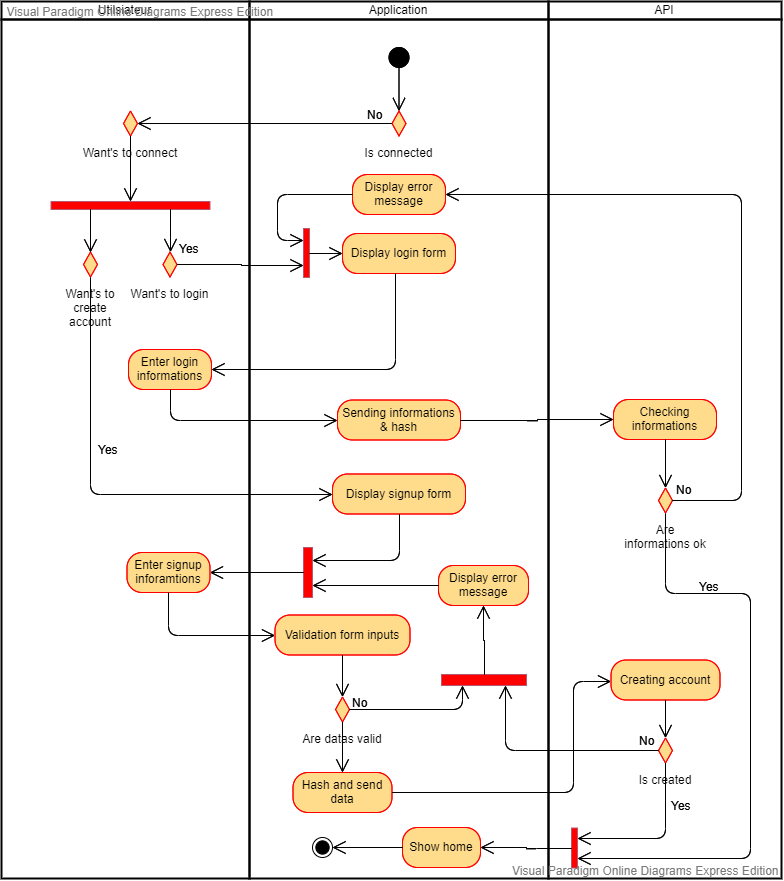 Visual Paradigm Online Diagrams Express Edition
Utilsiateur
Application
API
No
Want's to connect
Is connected
Display error
message
Yes
Display login form
Want's to
create
account
Want's to login
Enter login
informations
Sending informations
& hash
Checking
informations
Yes
Display signup form
No
Are
informations ok
Enter signup
inforamtions
Display error
message
Yes
Validation form inputs
Creating account
No
Are datas valid
No
Is created
Hash and send
data
Yes
Show home
Visual Paradigm Online Diagrams Express Edition